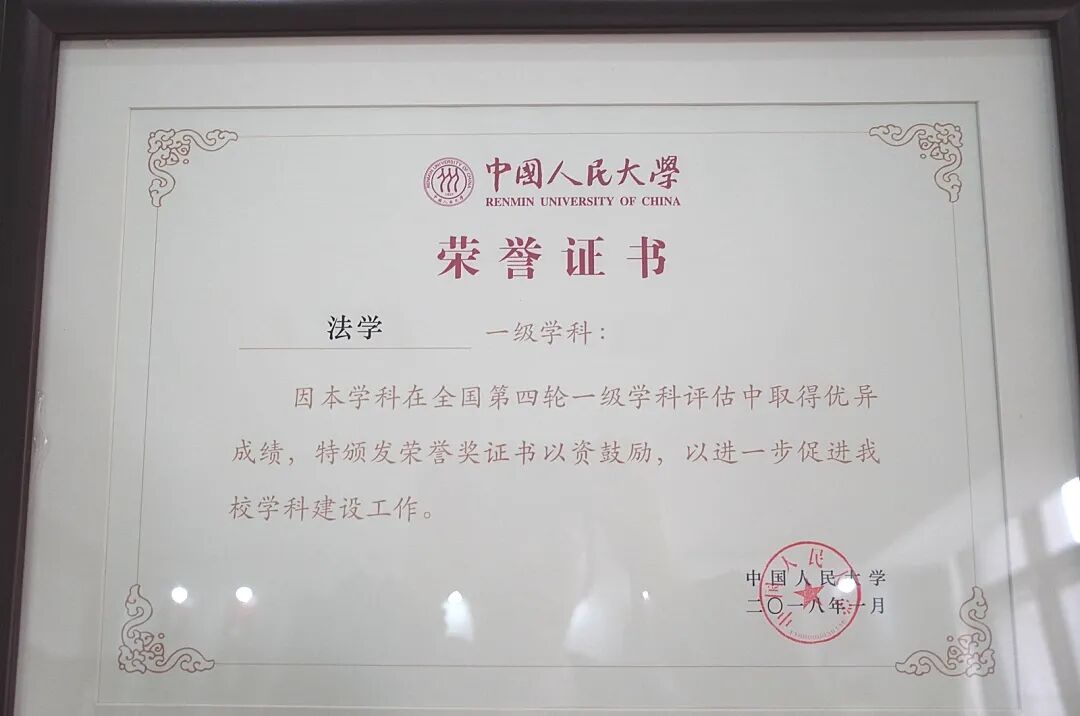 中國人民大學
RENMIN UNIVERSITY OF CHINA
荣誉证书
法学 一级学科：
因本学科在全国第四轮一级学科评估中取得优异
成绩，特颁发荣誉奖证书以资鼓励，以进一步促进我
校学科建设工作。
中国人民大学
二〇一八年一月